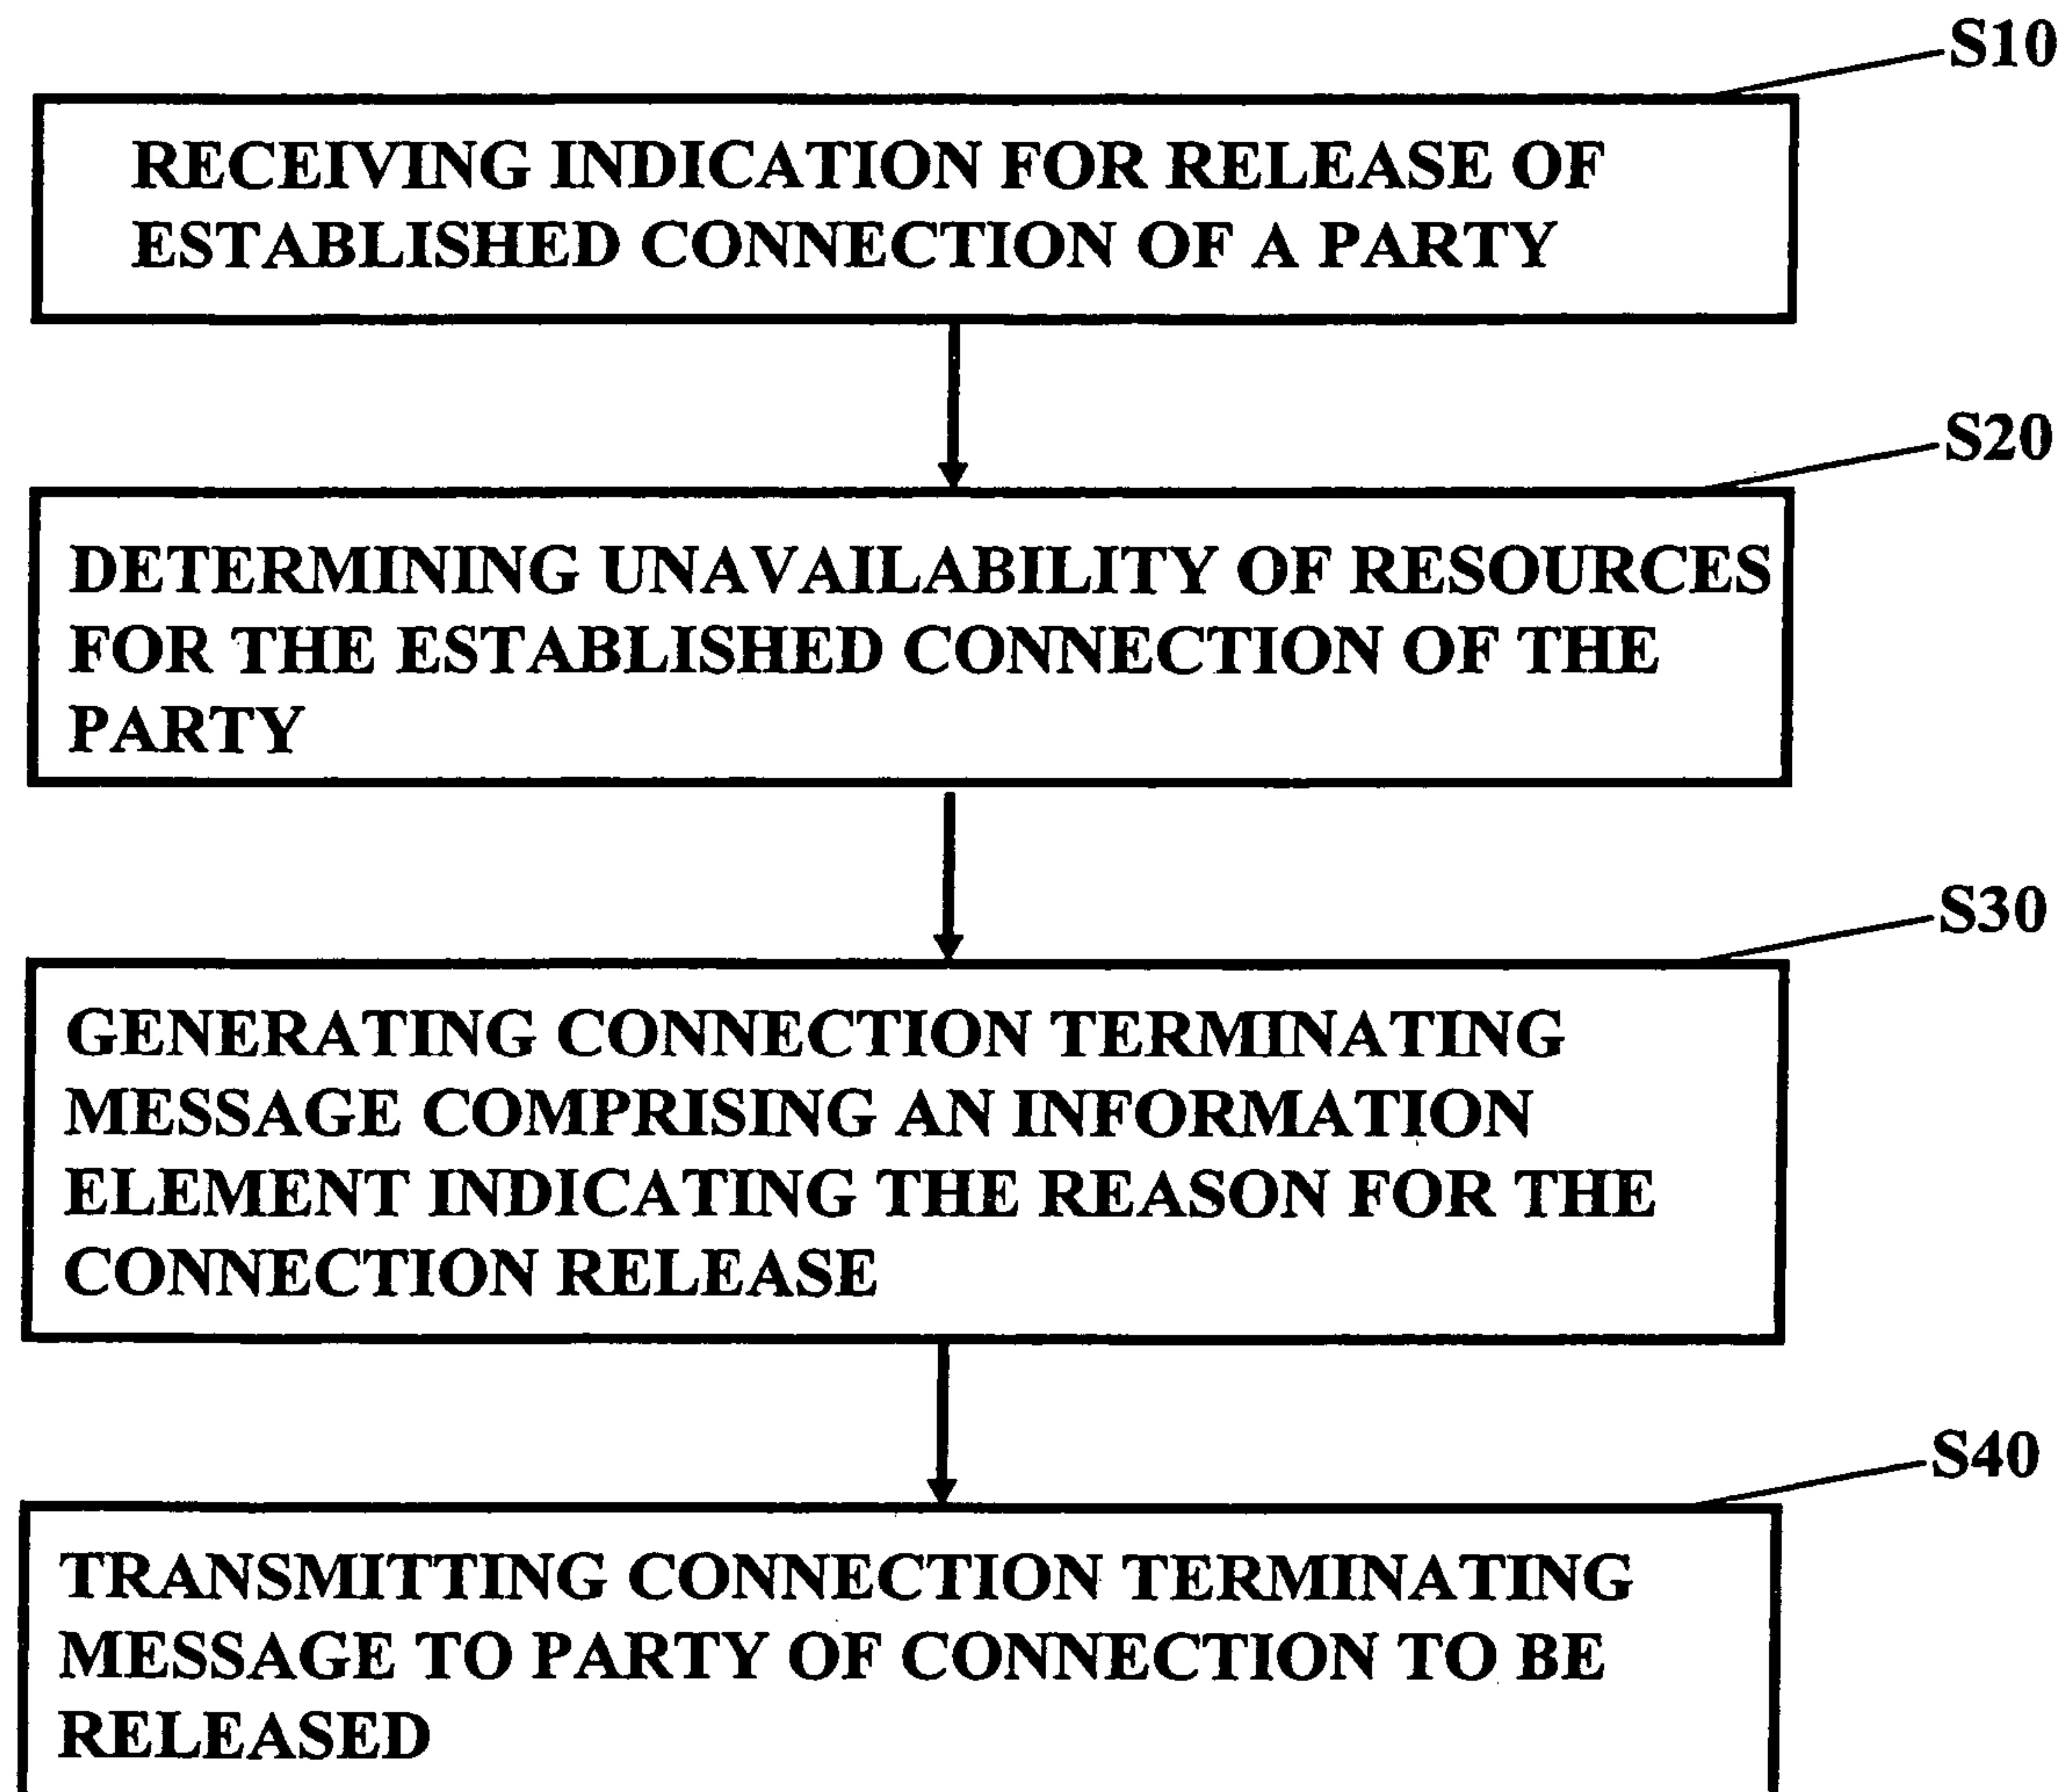 S10
RECEIVING INDICATION FOR RELEASE OF
ESTABLISHED CONNECTION OF A PARTY
S20
DETERMINING UNAVAILABILITY OF RESOURCES
FOR THE ESTABLISHED CONNECTION OF THE
PARTY
S30
GENERATING CONNECTION TERMINATING
MESSAGE COMPRISING AN INFORMATION
ELEMENT INDICATING THE REASON FOR THE
CONNECTION RELEASE
S40
TRANSMITTING CONNECTION TERMINATING
MESSAGE TO PARTY OF CONNECTION TO BE
RELEASED